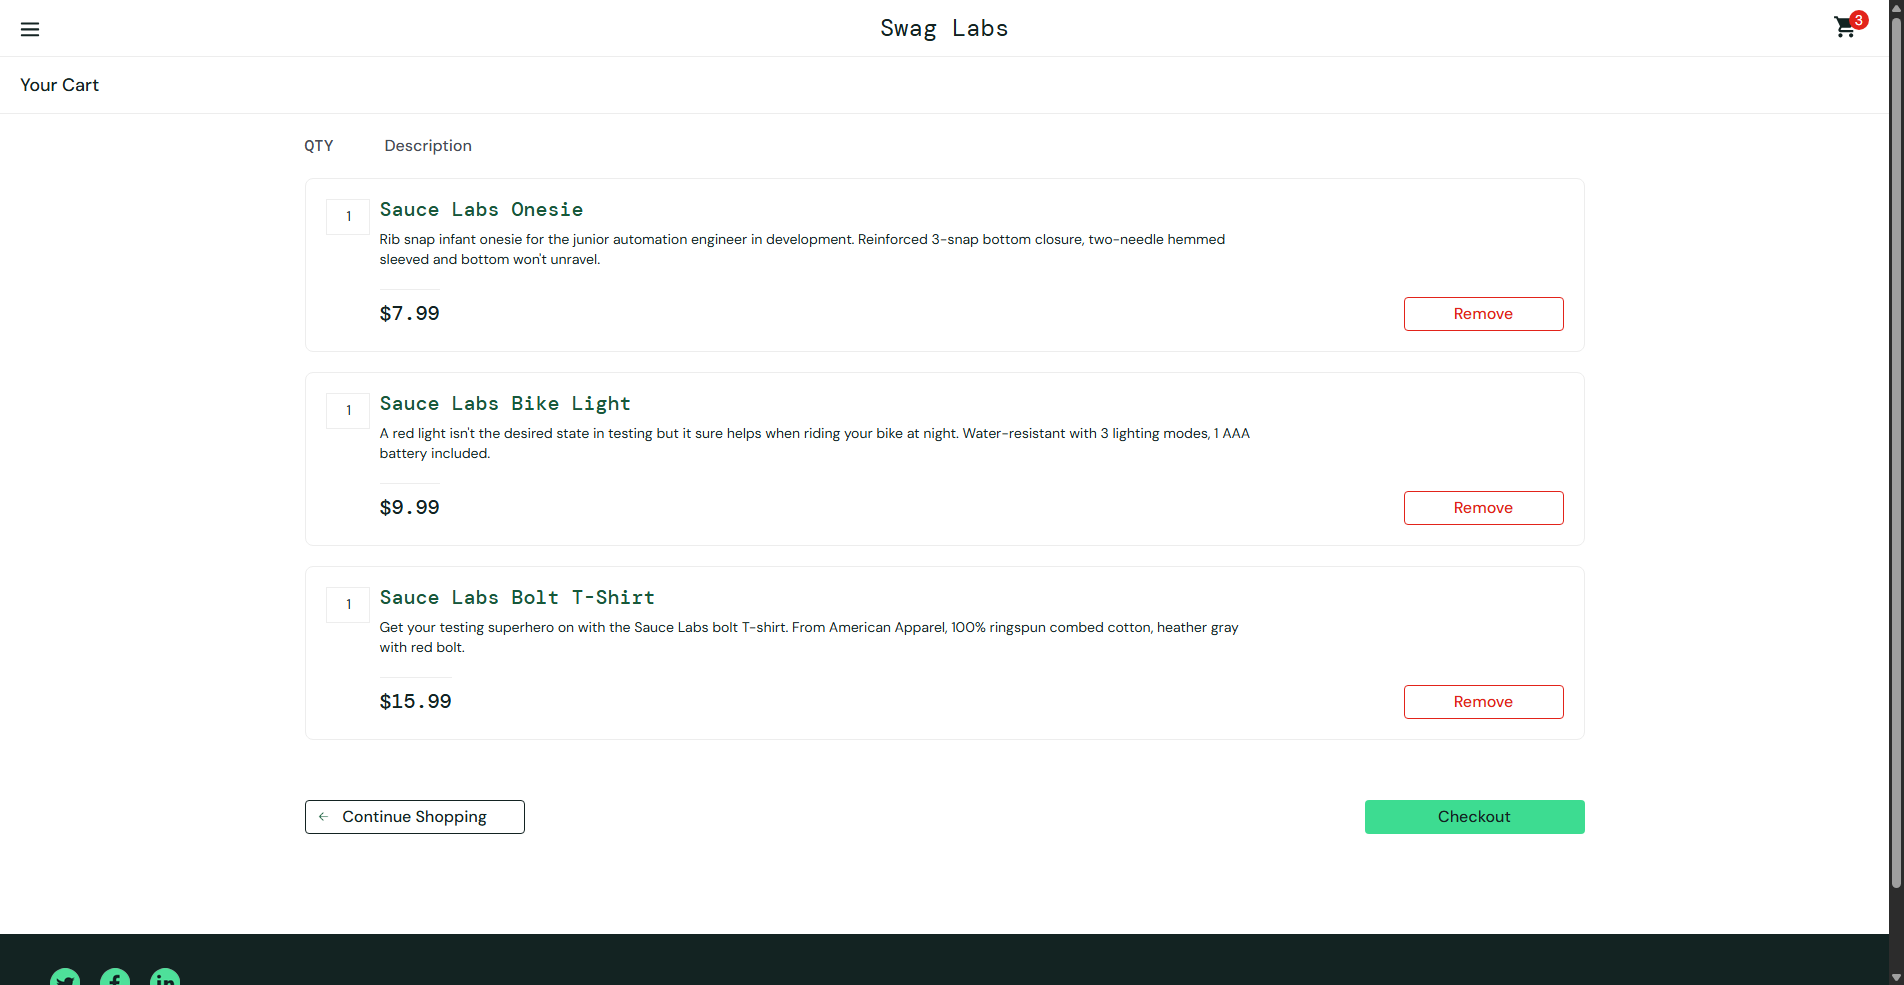 Swag Labs
3
Your Cart
QTY Description
1
Sauce Labs Onesie
Rib snap infant onesie for the junior automation engineer in development. Reinforced 3-snap bottom closure, two-needle hemmed
sleeved and bottom won't unravel.
$7.99
Remove
1
Sauce Labs Bike Light
A red light isn't the desired state in testing but it sure helps when riding your bike at night. Water-resistant with 3 lighting modes, 1 AAA
battery included.
$9.99
Remove
1
Sauce Labs Bolt T-Shirt
Get your testing superhero on with the Sauce Labs bolt T-shirt. From American Apparel, 100% ringspun combed cotton, heather gray
with red bolt.
$15.99
Remove
Continue Shopping
Checkout